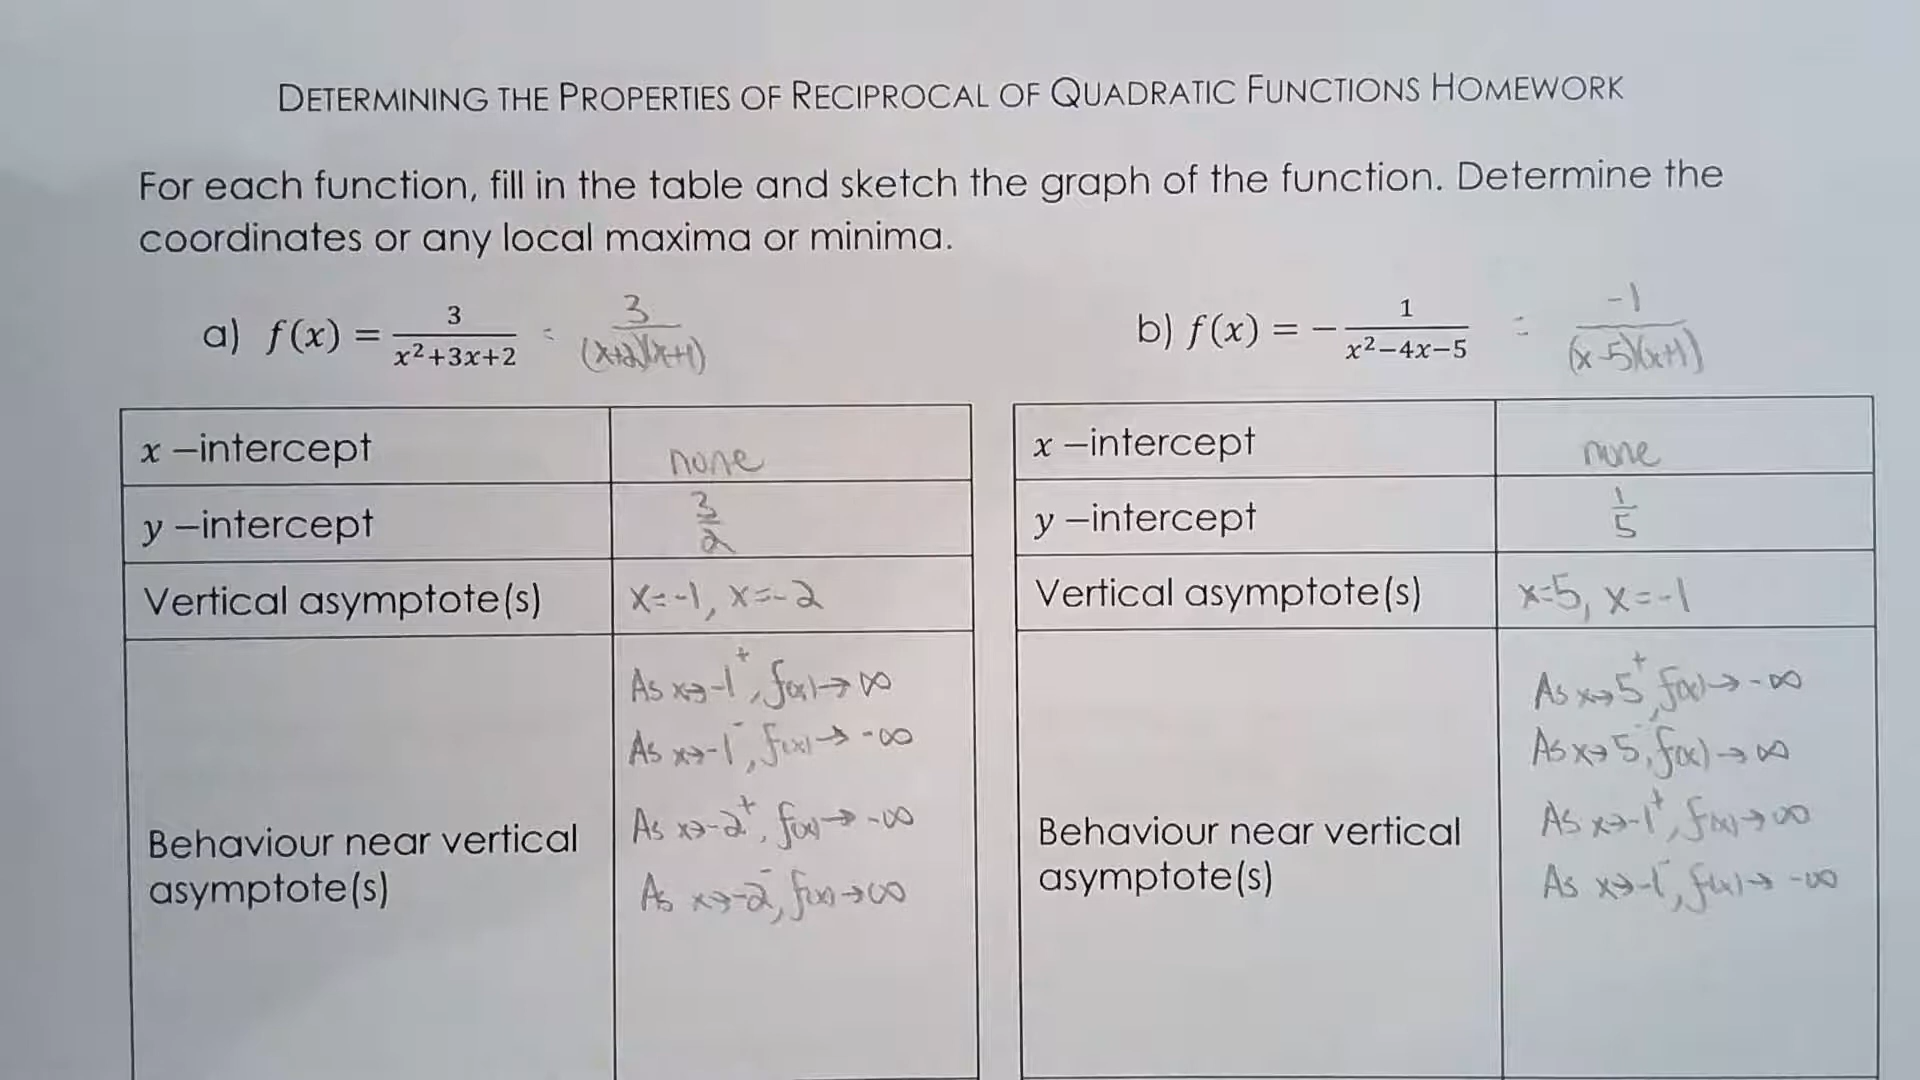 DETERMINING THE PROPERTIES OF RECIPROCAL OF QUADRATIC FUNCTIONS HOMEWORK
For each function, fill in the table and sketch the graph of the function. Determine the
coordinates or any local maxima or minima.
a) f(x) = 3/(x²+3x+2) = 3/((x+2)(x+1))
x –intercept none
y –intercept 3/2
Vertical asymptote(s) x=-1, x=-2
Behaviour near vertical
asymptote(s)
As x→-1⁺, f(x)→∞
As x→-1⁻, f(x)→-∞
As x→-2⁺, f(x)→-∞
As x→-2⁻, f(x)→∞
b) f(x) = − 1/(x²−4x−5) = -1/((x-5)(x+1))
x –intercept none
y –intercept 1/5
Vertical asymptote(s) x=5, x=-1
Behaviour near vertical
asymptote(s)
As x→5⁺, f(x)→-∞
As x→5⁻, f(x)→∞
As x→-1⁺, f(x)→∞
As x→-1⁻, f(x)→-∞